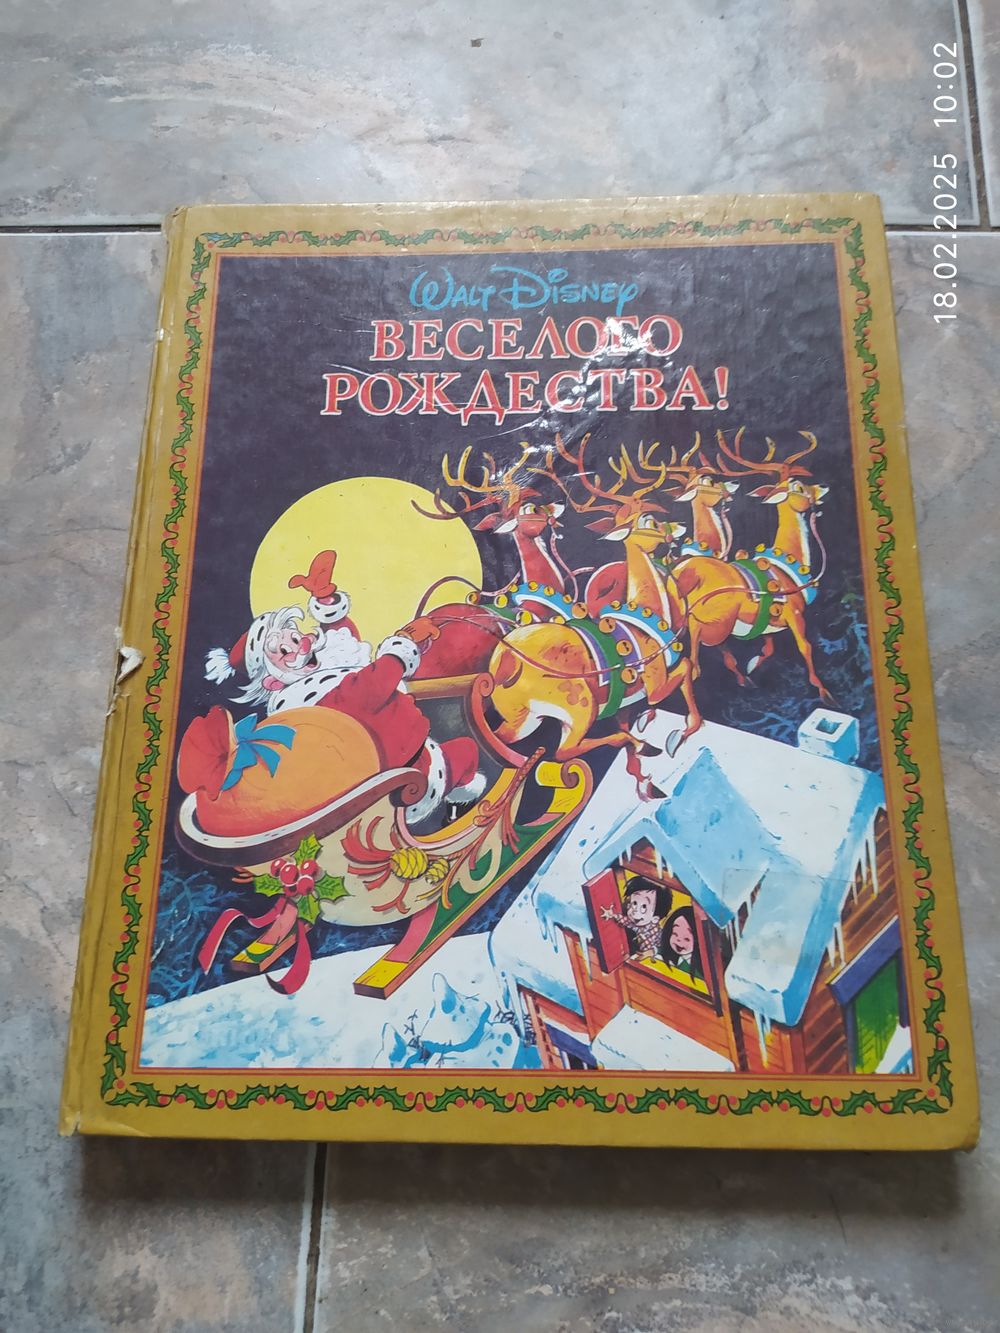 Walt Disney
ВЕСЕЛОГО
РОЖДЕСТВА!
18.02.2025 10:02